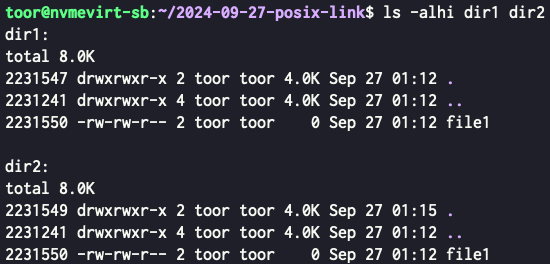 toor@nvmevirt-sb:~/2024-09-27-posix-link$ ls -alhi dir1 dir2
dir1:
total 8.0K
2231547 drwxrwxr-x 2 toor toor 4.0K Sep 27 01:12 .
2231241 drwxrwxr-x 4 toor toor 4.0K Sep 27 01:12 ..
2231550 -rw-rw-r-- 2 toor toor    0 Sep 27 01:12 file1

dir2:
total 8.0K
2231549 drwxrwxr-x 2 toor toor 4.0K Sep 27 01:15 .
2231241 drwxrwxr-x 4 toor toor 4.0K Sep 27 01:12 ..
2231550 -rw-rw-r-- 2 toor toor    0 Sep 27 01:12 file1